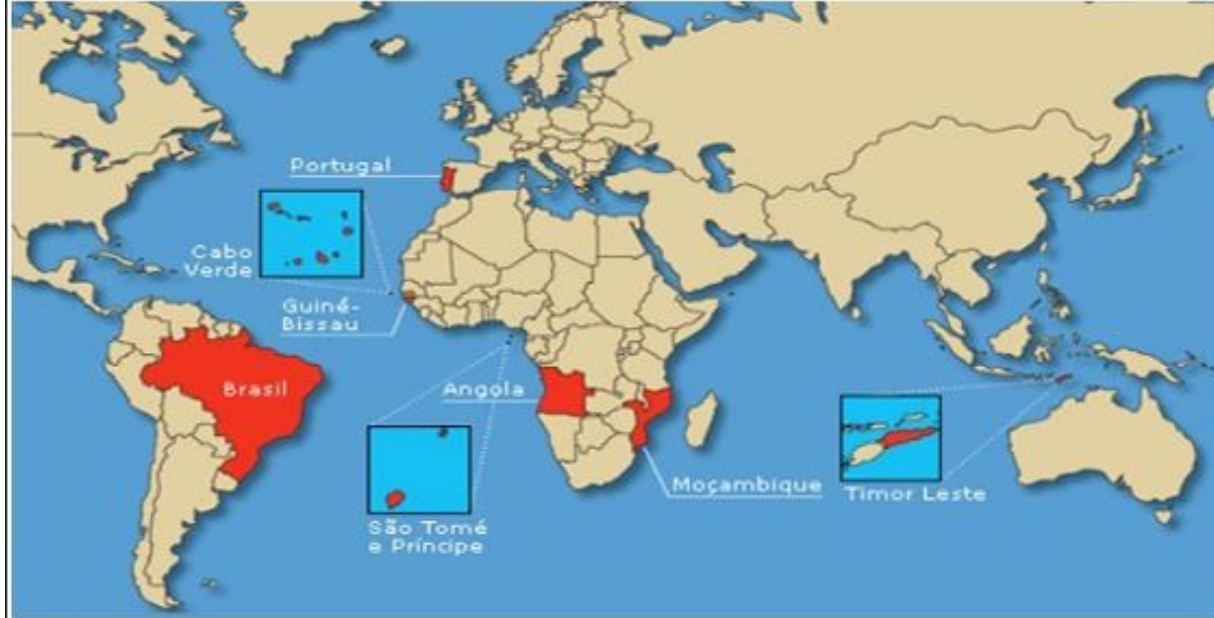 Portugal
Cabo
Verde
Guiné-
Bissau
Brasil
Angola
Moçambique
Timor Leste
São Tomé
e Príncipe